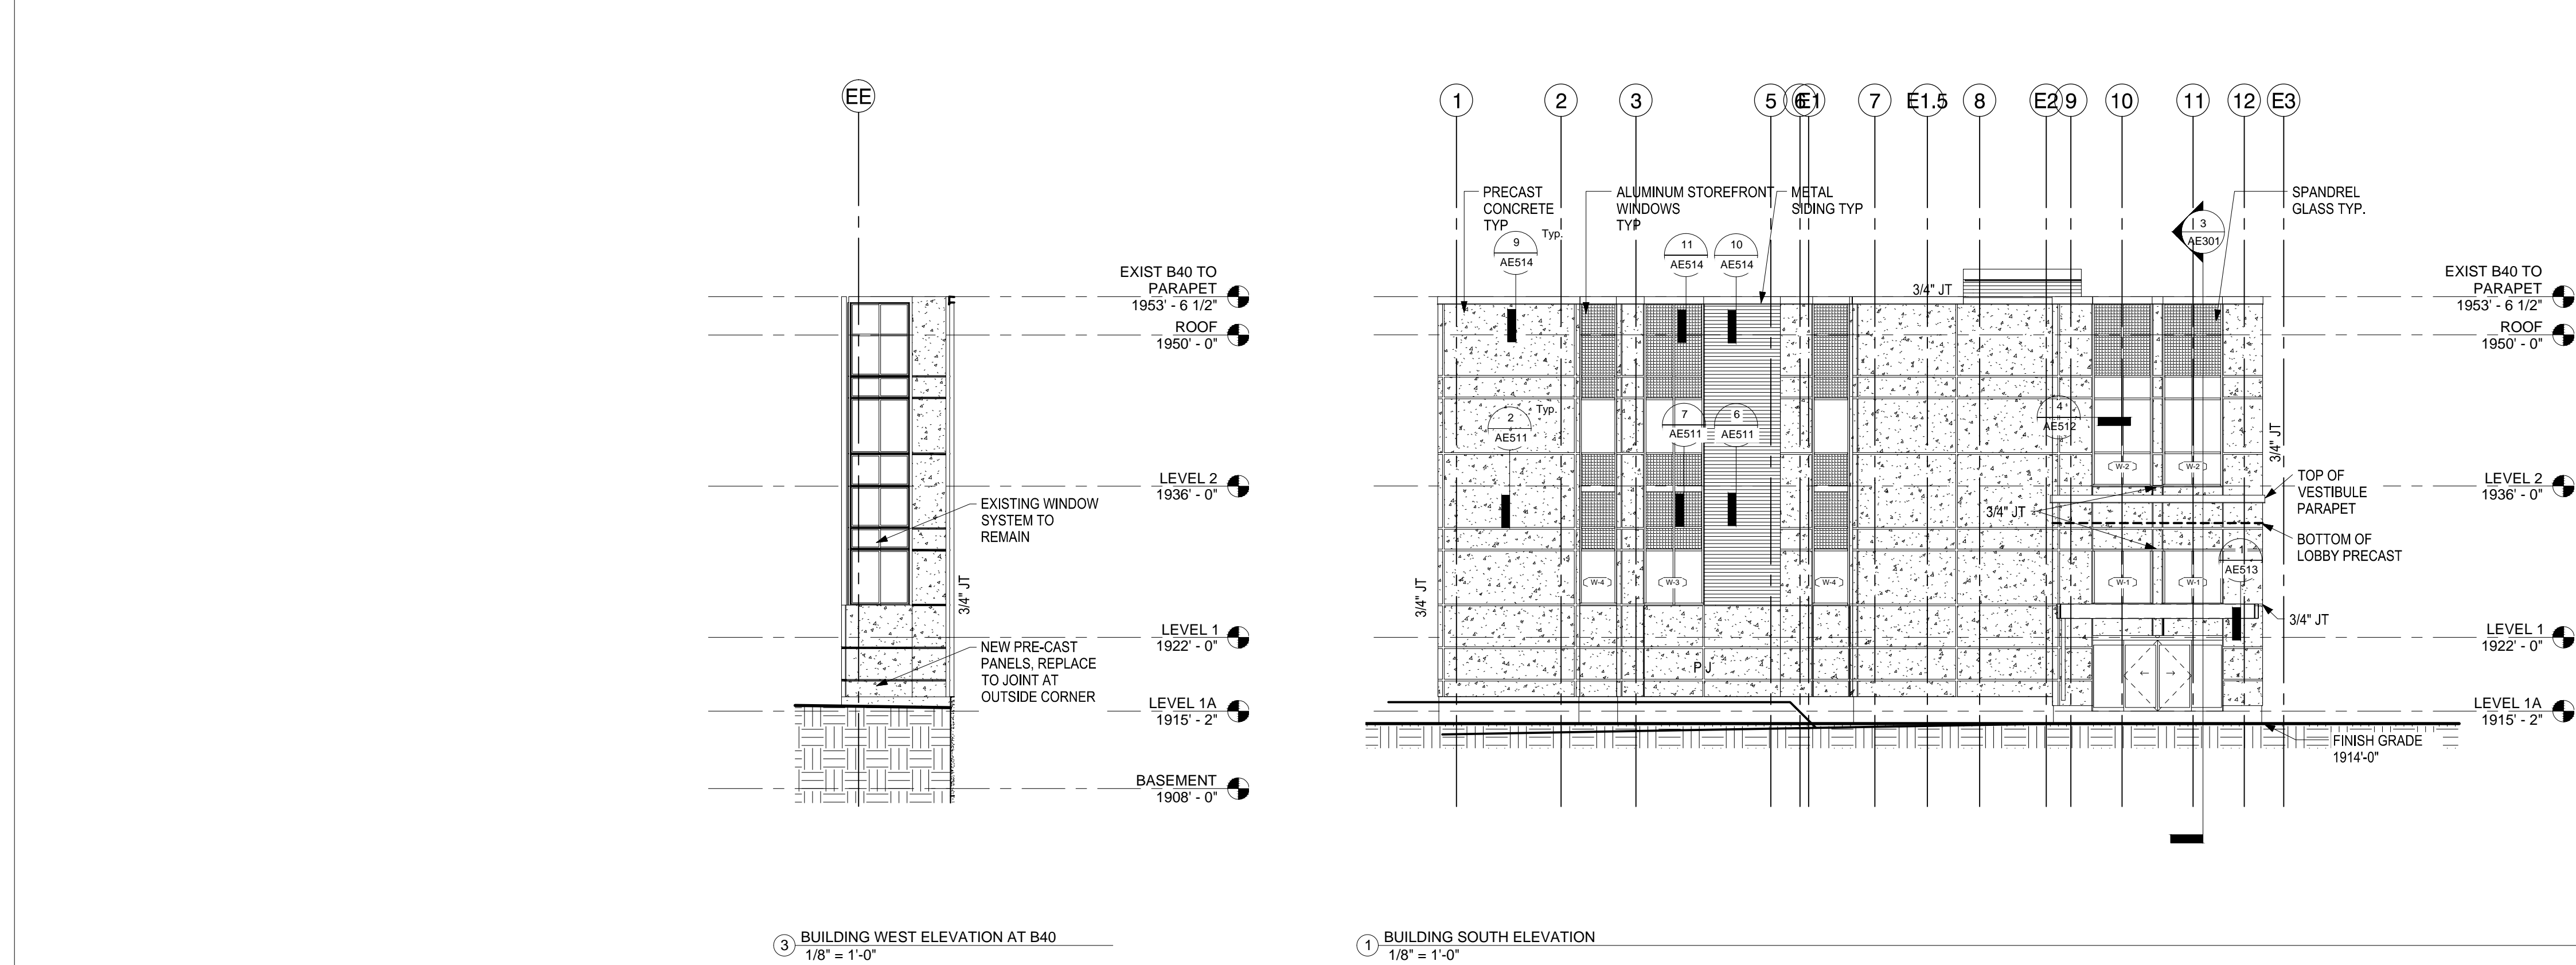 EE
EXIST B40 TO
PARAPET
1953' - 6 1/2"
ROOF
1950' - 0"
LEVEL 2
1936' - 0"
EXISTING WINDOW
SYSTEM TO
REMAIN
3/4" JT
LEVEL 1
1922' - 0"
NEW PRE-CAST
PANELS, REPLACE
TO JOINT AT
OUTSIDE CORNER
LEVEL 1A
1915' - 2"
BASEMENT
1908' - 0"
3 BUILDING WEST ELEVATION AT B40
1/8" = 1'-0"
1 2 3 5 6 E1 7 E1.5 8 E2 9 10 11 12 E3
PRECAST
CONCRETE
TYP
ALUMINUM STOREFRONT
WINDOWS
TYP
METAL
SIDING TYP
SPANDREL
GLASS TYP.
3
AE301
9
AE514
Typ.
11
AE514
10
AE514
3/4" JT
EXIST B40 TO
PARAPET
1953' - 6 1/2"
ROOF
1950' - 0"
2
AE511
Typ.
7
AE511
6
AE511
4
AE512
3/4" JT
W-2
W-2
TOP OF
VESTIBULE
PARAPET
LEVEL 2
1936' - 0"
3/4" JT
BOTTOM OF
LOBBY PRECAST
1
AE513
3/4" JT
W-4
W-3
W-4
W-1
W-1
3/4" JT
LEVEL 1
1922' - 0"
P J
LEVEL 1A
1915' - 2"
FINISH GRADE
1914'-0"
1 BUILDING SOUTH ELEVATION
1/8" = 1'-0"